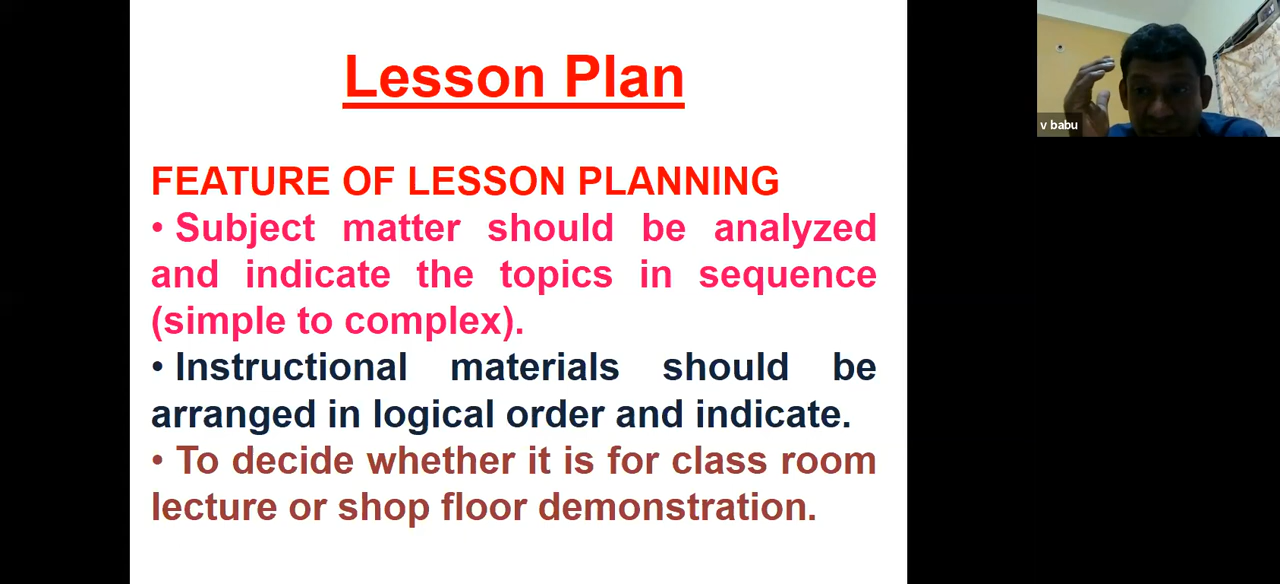 Lesson Plan
FEATURE OF LESSON PLANNING
• Subject matter should be analyzed
and indicate the topics in sequence
(simple to complex).
• Instructional materials should be
arranged in logical order and indicate.
• To decide whether it is for class room
lecture or shop floor demonstration.
v babu